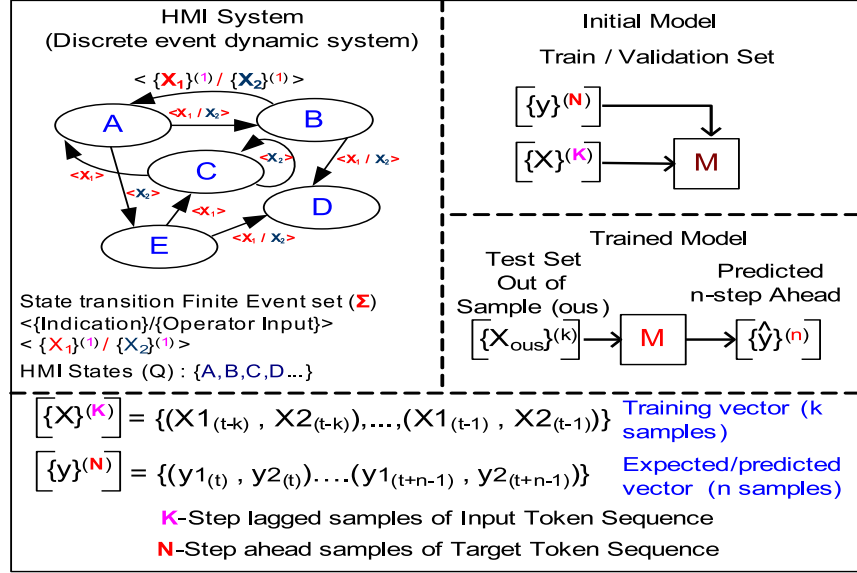 HMI System
(Discrete event dynamic system)
< {X₁}⁽¹⁾ / {X₂}⁽¹⁾ >
A
<X₁ / X₂>
B
<X₁>
C
<X₂>
<X₁ / X₂>
<X₂>
<X₁>
D
E
<X₁ / X₂>
State transition Finite Event set (Σ)
<{Indication}/{Operator Input}>
< {X₁}⁽¹⁾ / {X₂}⁽¹⁾ >
HMI States (Q) : {A,B,C,D...}
Initial Model
Train / Validation Set
[{y}⁽ᴺ⁾]
[{X}⁽ᴷ⁾]
M
Trained Model
Test Set
Out of
Sample (ous)
[{X_ous}⁽ᵏ⁾]
M
Predicted
n-step Ahead
[{ŷ}⁽ⁿ⁾]
[{X}⁽ᴷ⁾] = {(X1₍t-k₎ , X2₍t-k₎),...,(X1₍t-1₎ , X2₍t-1₎)} Training vector (k
samples)
[{y}⁽ᴺ⁾] = {(y1₍t₎ , y2₍t₎)....(y1₍t+n-1₎ , y2₍t+n-1₎)} Expected/predicted
vector (n samples)
K-Step lagged samples of Input Token Sequence
N-Step ahead samples of Target Token Sequence